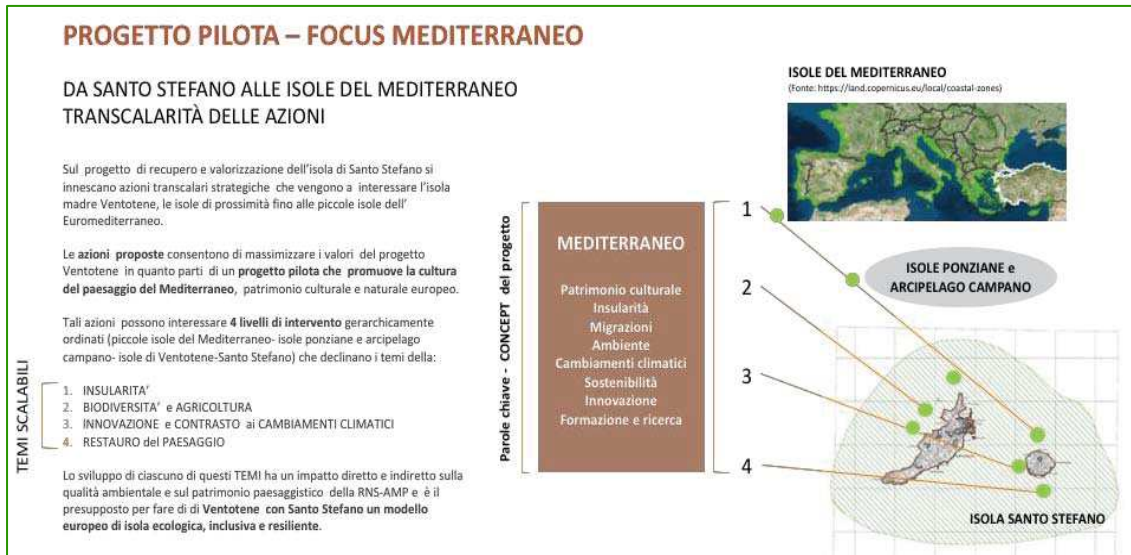 PROGETTO PILOTA – FOCUS MEDITERRANEO
DA SANTO STEFANO ALLE ISOLE DEL MEDITERRANEO
TRANSCALARITÀ DELLE AZIONI
Sul progetto di recupero e valorizzazione dell'isola di Santo Stefano si
innescano azioni transcalari strategiche che vengono a interessare l'isola
madre Ventotene, le isole di prossimità fino alle piccole isole dell'
Euromediterraneo.
Le azioni proposte consentono di massimizzare i valori del progetto
Ventotene in quanto parti di un progetto pilota che promuove la cultura
del paesaggio del Mediterraneo, patrimonio culturale e naturale europeo.
Tali azioni possono interessare 4 livelli di intervento gerarchicamente
ordinati (piccole isole del Mediterraneo- isole ponziane e arcipelago
campano- isole di Ventotene-Santo Stefano) che declinano i temi della:
TEMI SCALABILI
1. INSULARITA'
2. BIODIVERSITA' e AGRICOLTURA
3. INNOVAZIONE e CONTRASTO ai CAMBIAMENTI CLIMATICI
4. RESTAURO del PAESAGGIO
Lo sviluppo di ciascuno di questi TEMI ha un impatto diretto e indiretto sulla
qualità ambientale e sul patrimonio paesaggistico della RNS-AMP e è il
presupposto per fare di di Ventotene con Santo Stefano un modello
europeo di isola ecologica, inclusiva e resiliente.
Parole chiave - CONCEPT del progetto
MEDITERRANEO
Patrimonio culturale
Insularità
Migrazioni
Ambiente
Cambiamenti climatici
Sostenibilità
Innovazione
Formazione e ricerca
1
2
3
4
ISOLE DEL MEDITERRANEO
(Fonte: https://land.copernicus.eu/local/coastal-zones)
ISOLE PONZIANE e
ARCIPELAGO CAMPANO
ISOLA SANTO STEFANO